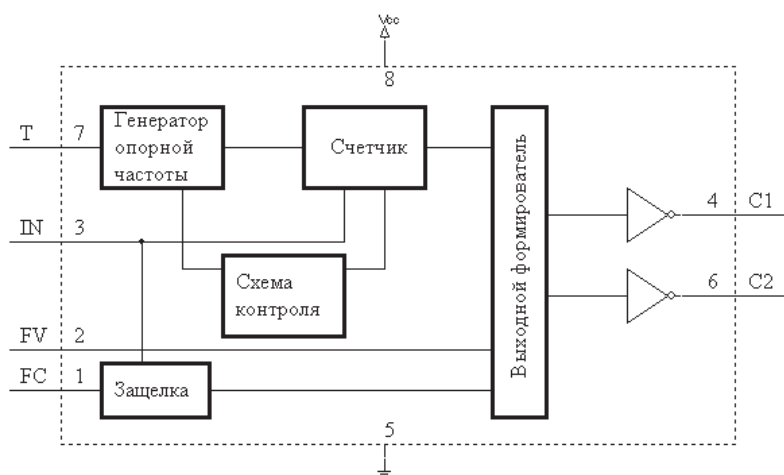 Vcc
8
T 7
Генератор
опорной
частоты
Счетчик
Выходной формирователь
4 C1
IN 3
Схема
контроля
6 C2
FV 2
FC 1
Защелка
5